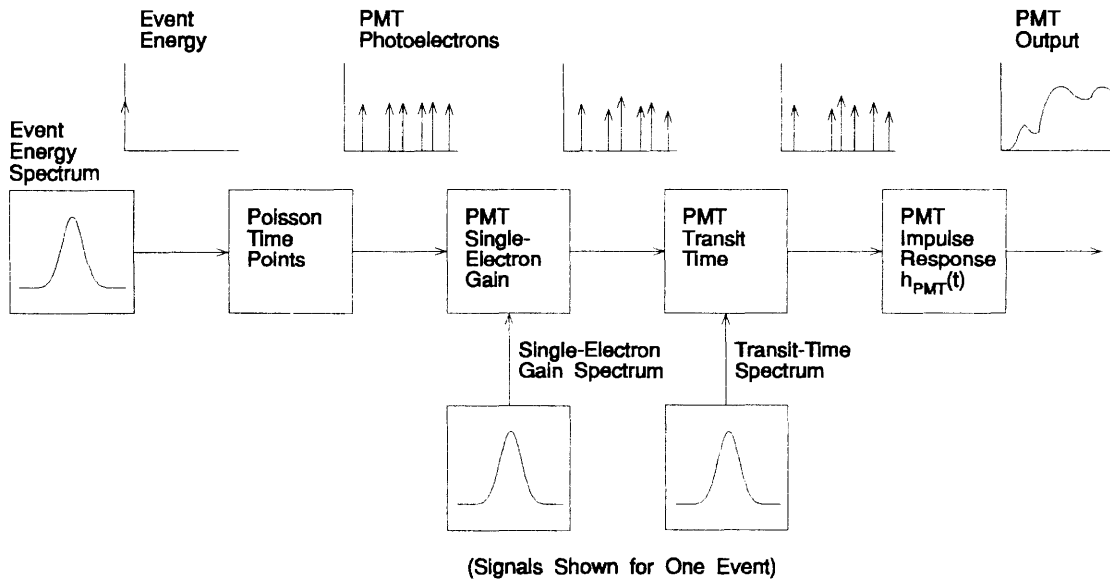 Event
Energy
PMT
Photoelectrons
PMT
Output
Event
Energy
Spectrum
Poisson
Time
Points
PMT
Single-
Electron
Gain
PMT
Transit
Time
PMT
Impulse
Response
hPMT(t)
Single-Electron
Gain Spectrum
Transit-Time
Spectrum
(Signals Shown for One Event)